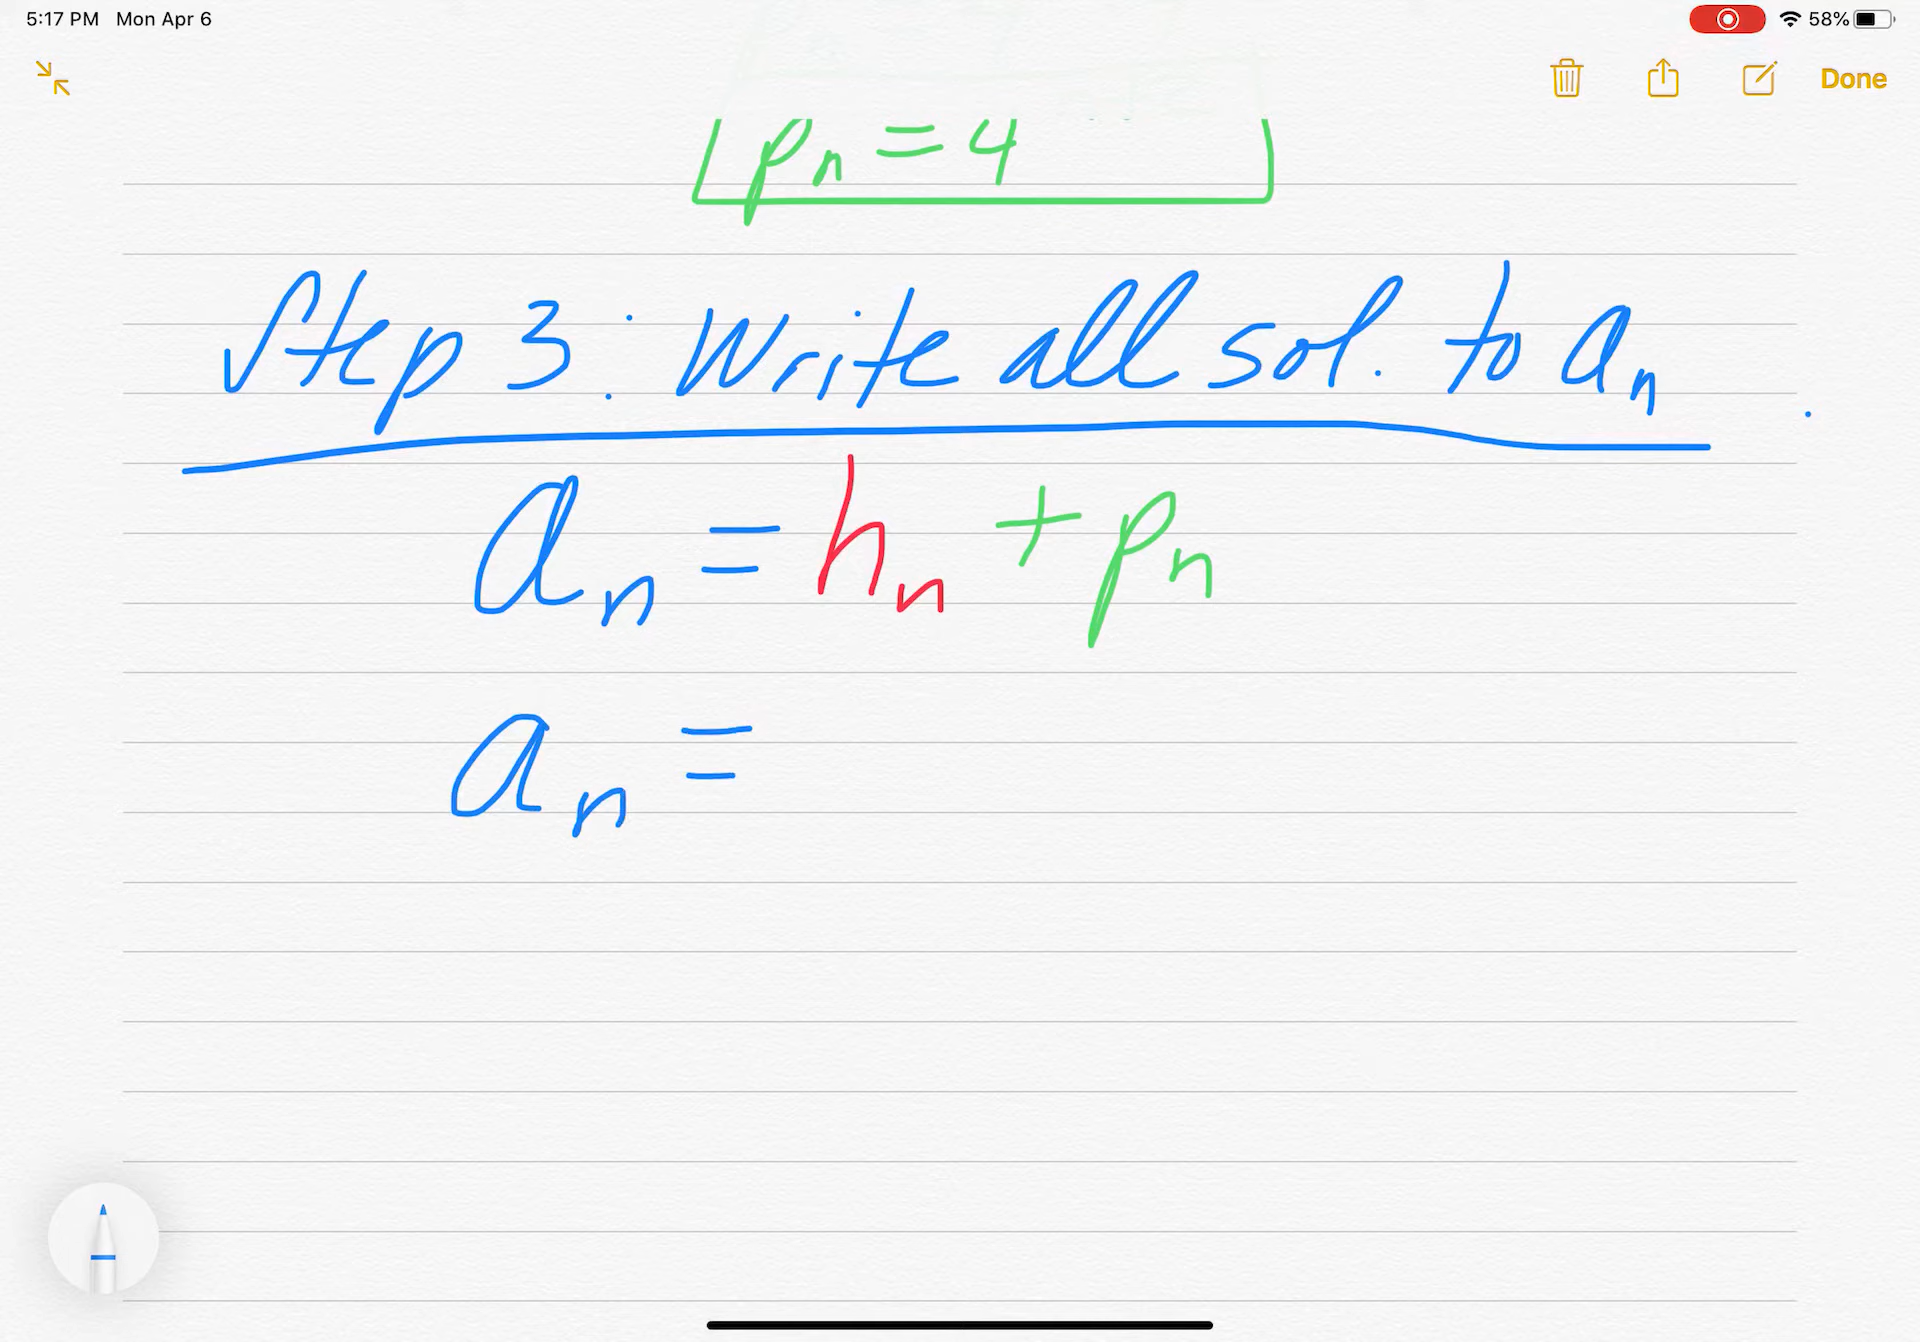 5:17 PM Mon Apr 6 58%
Done
pn = 4
Step 3: Write all sol. to an.
an = hn + pn
an =